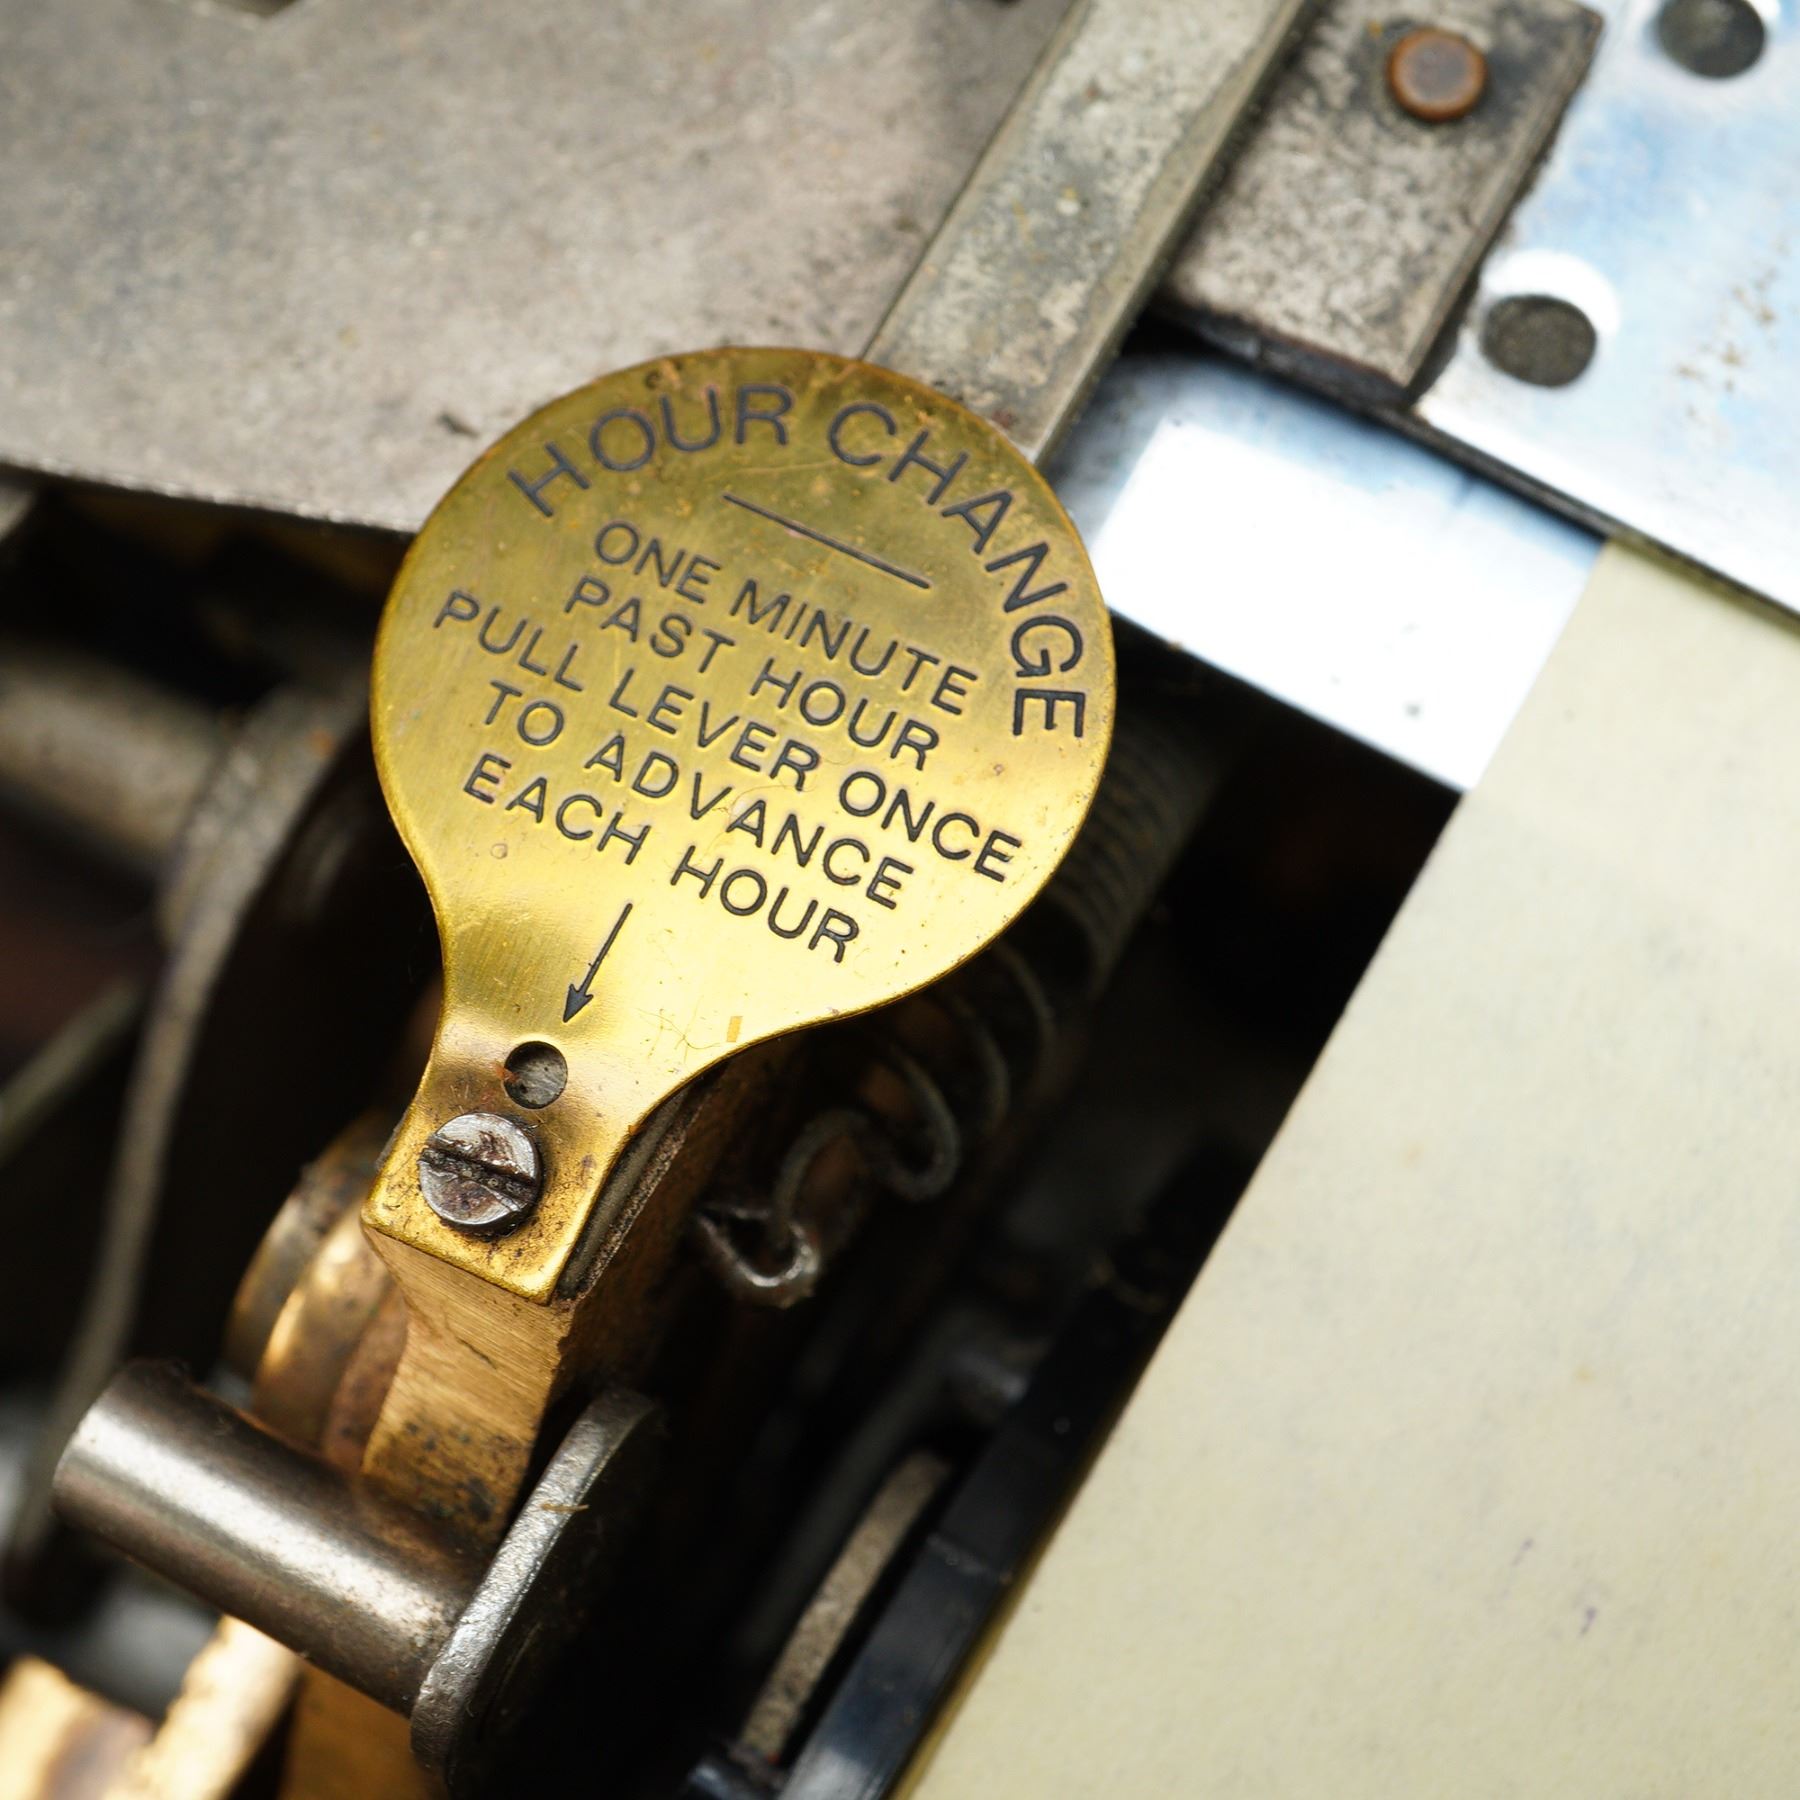 HOUR CHANGE
ONE MINUTE
PAST HOUR
PULL LEVER ONCE
TO ADVANCE
EACH HOUR